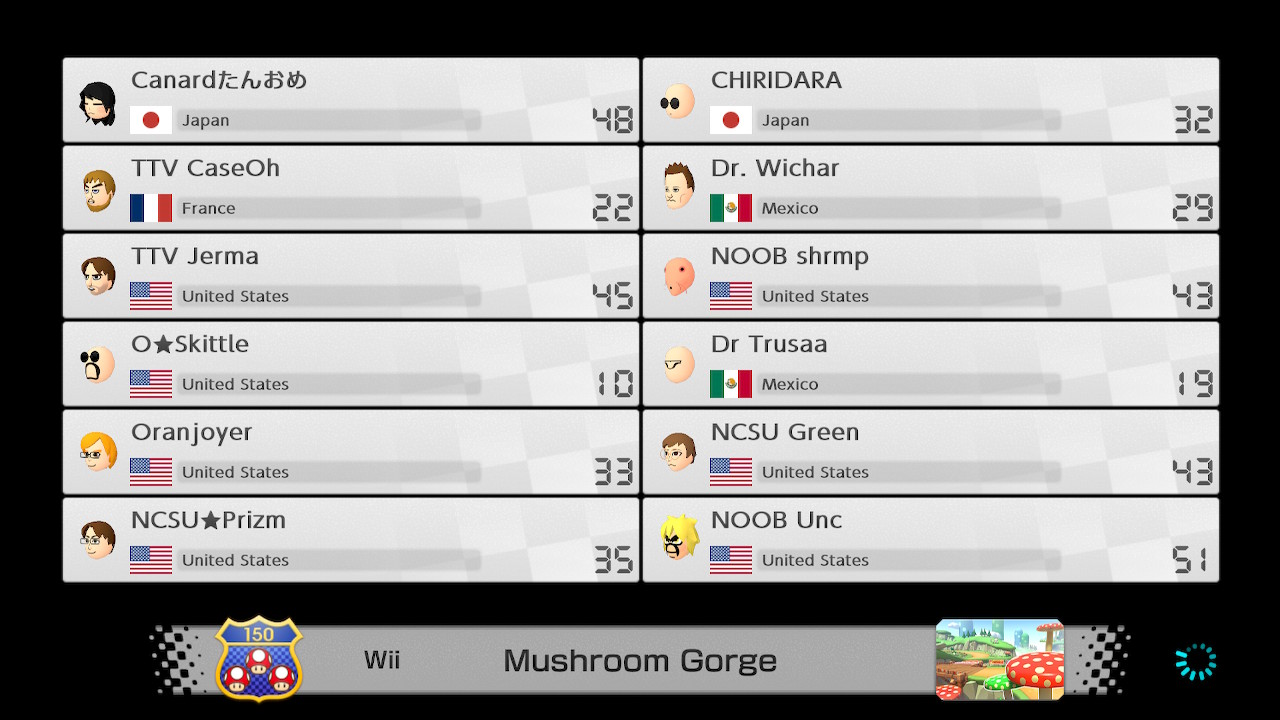 Canardたんおめ
Japan
48
CHIRIDARA
Japan
32
TTV CaseOh
France
22
Dr. Wichar
Mexico
29
TTV Jerma
United States
45
NOOB shrmp
United States
43
O★Skittle
United States
10
Dr Trusaa
Mexico
19
Oranjoyer
United States
33
NCSU Green
United States
43
NCSU★Prizm
United States
35
NOOB Unc
United States
51
150
Wii Mushroom Gorge